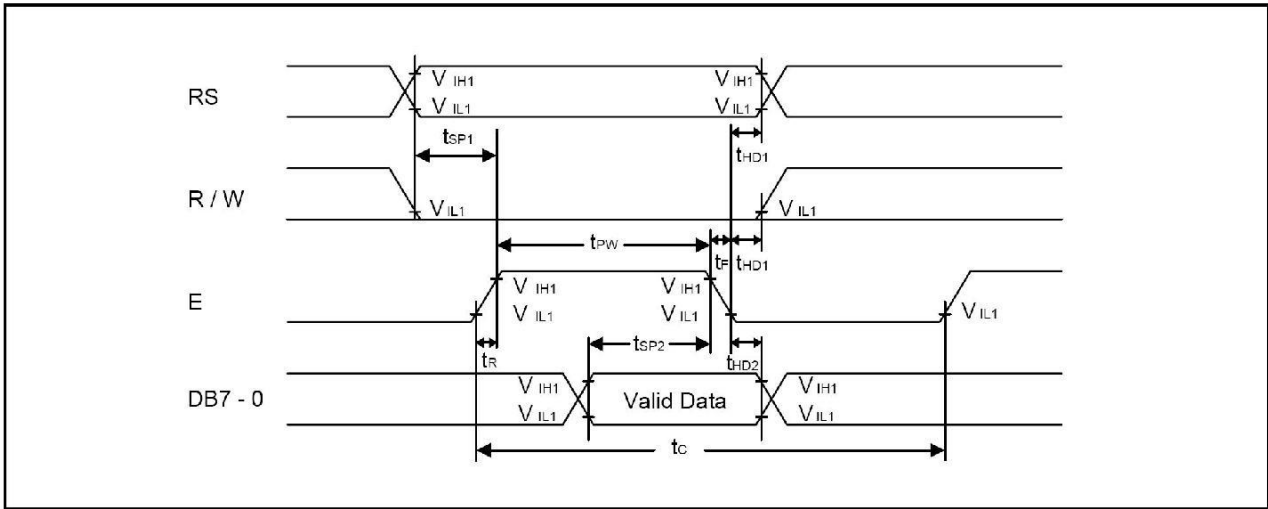 RS
V IH1
V IH1
V IL1
V IL1
tSP1
tHD1
R / W
V IL1
V IL1
tPW
tF
tHD1
E
V IH1
V IH1
V IL1
V IL1
V IL1
tR
tSP2
tHD2
DB7 - 0
V IH1
V IH1
Valid Data
V IL1
V IL1
tC